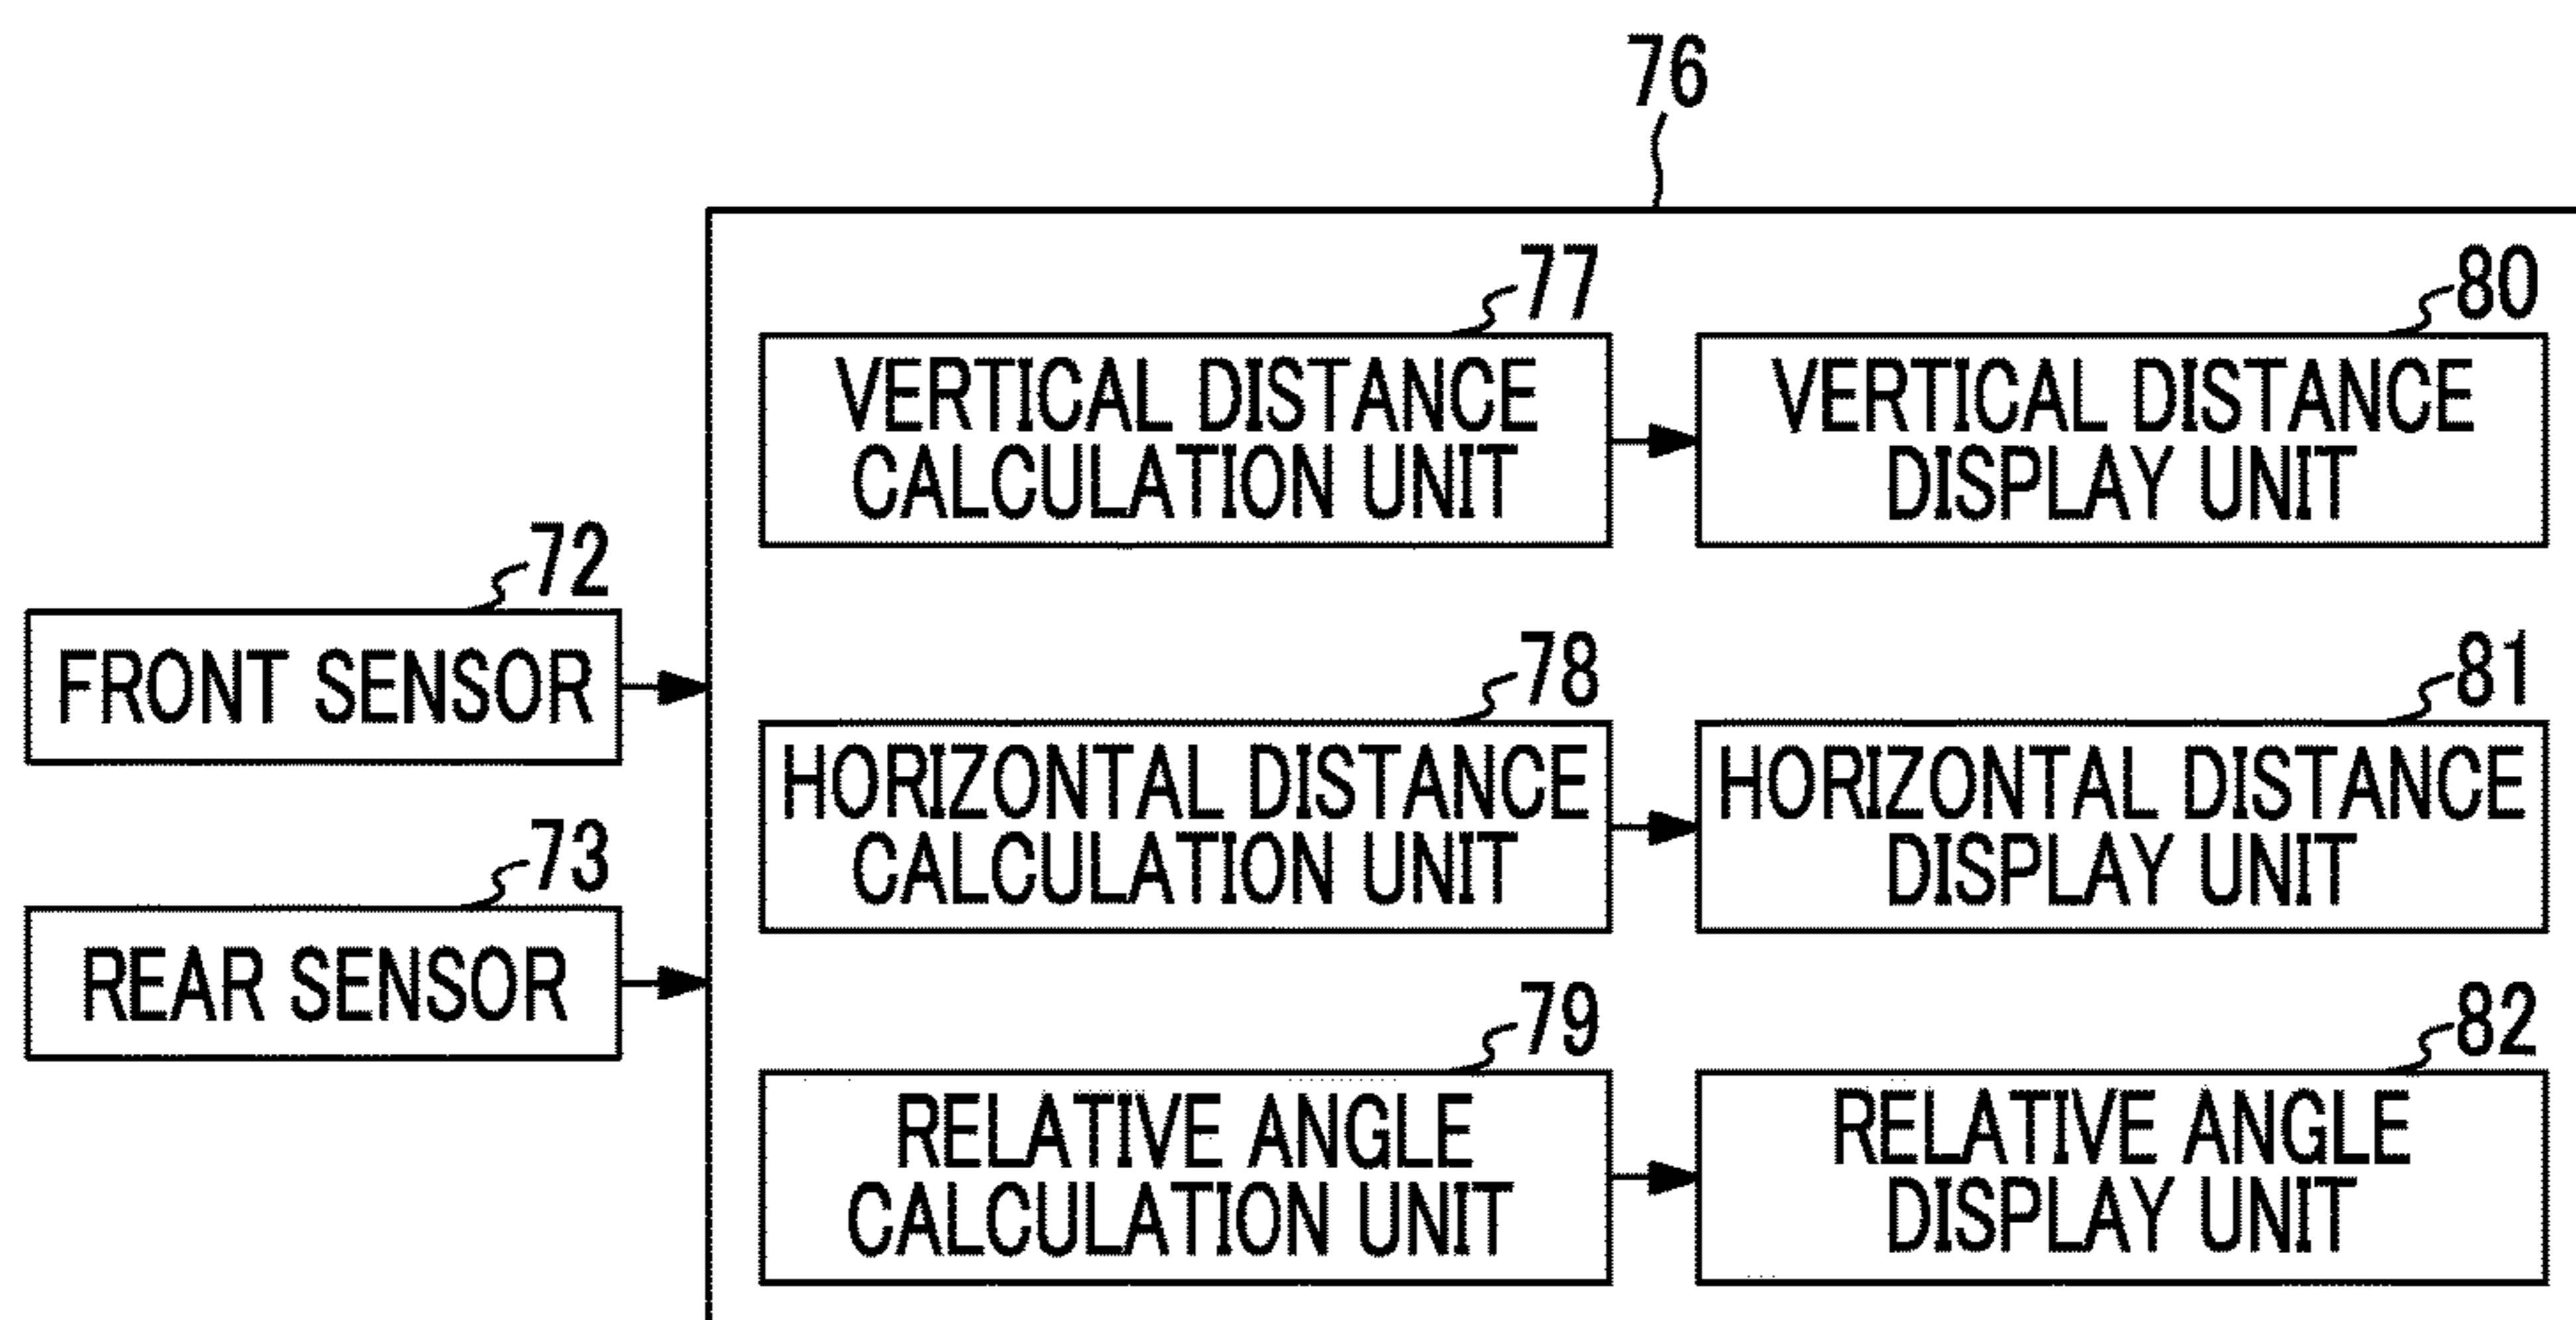 76
77
VERTICAL DISTANCE
CALCULATION UNIT
80
VERTICAL DISTANCE
DISPLAY UNIT
72
FRONT SENSOR
78
HORIZONTAL DISTANCE
CALCULATION UNIT
81
HORIZONTAL DISTANCE
DISPLAY UNIT
73
REAR SENSOR
79
RELATIVE ANGLE
CALCULATION UNIT
82
RELATIVE ANGLE
DISPLAY UNIT